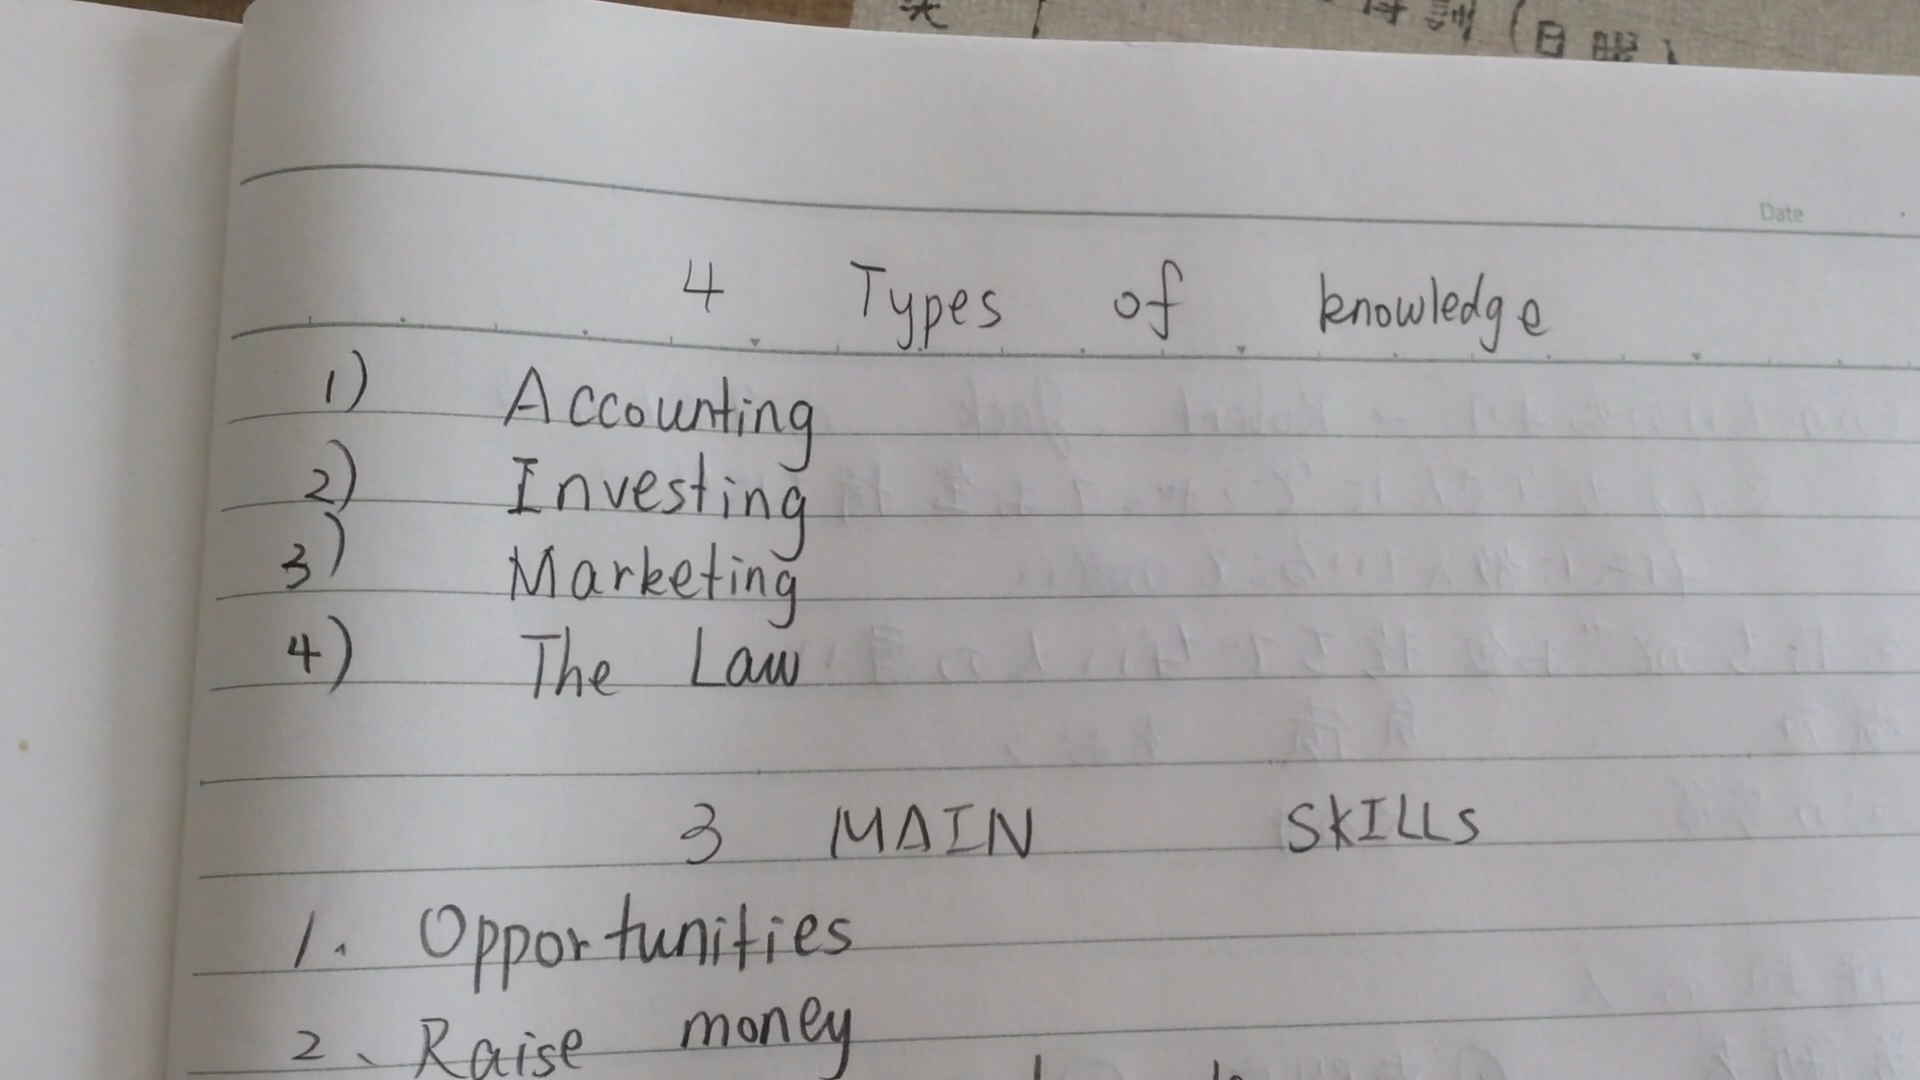 Date
4 Types of knowledge
1) Accounting
2) Investing
3) Marketing
4) The Law
3 MAIN SKILLS
1. Opportunities
2、Raise money